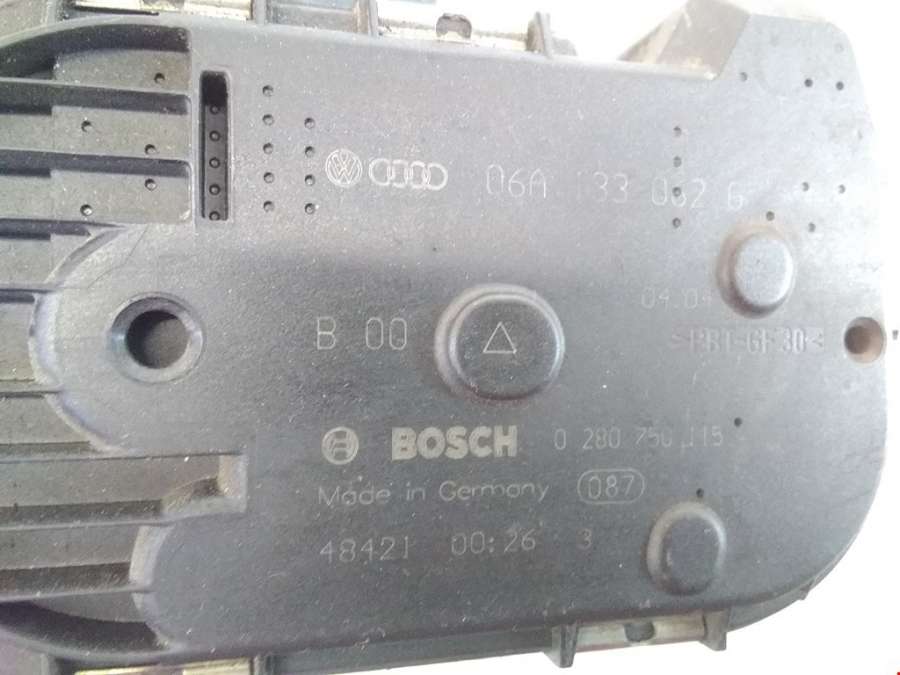 06A 33 062 G
04.04
B 00
>PBT-GF30<
BOSCH 0 280 750 115
Made in Germany 087
48421 00:26 3